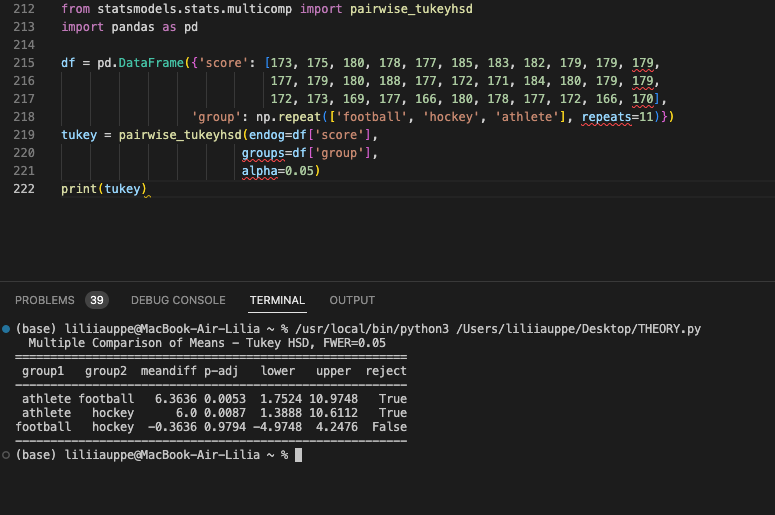 212 from statsmodels.stats.multicomp import pairwise_tukeyhsd
213 import pandas as pd
214
215 df = pd.DataFrame({'score': [173, 175, 180, 178, 177, 185, 183, 182, 179, 179, 179,
216 177, 179, 180, 188, 177, 172, 171, 184, 180, 179, 179,
217 172, 173, 169, 177, 166, 180, 178, 177, 172, 166, 170],
218 'group': np.repeat(['football', 'hockey', 'athlete'], repeats=11)})
219 tukey = pairwise_tukeyhsd(endog=df['score'],
220 groups=df['group'],
221 alpha=0.05)
222 print(tukey)
PROBLEMS 39 DEBUG CONSOLE TERMINAL OUTPUT
(base) liliiauppe@MacBook-Air-Lilia ~ % /usr/local/bin/python3 /Users/liliiauppe/Desktop/THEORY.py
Multiple Comparison of Means - Tukey HSD, FWER=0.05
========================================================
group1 group2 meandiff p-adj lower upper reject
--------------------------------------------------------
athlete football 6.3636 0.0053 1.7524 10.9748 True
athlete hockey 6.0 0.0087 1.3888 10.6112 True
football hockey -0.3636 0.9794 -4.9748 4.2476 False
--------------------------------------------------------
(base) liliiauppe@MacBook-Air-Lilia ~ %